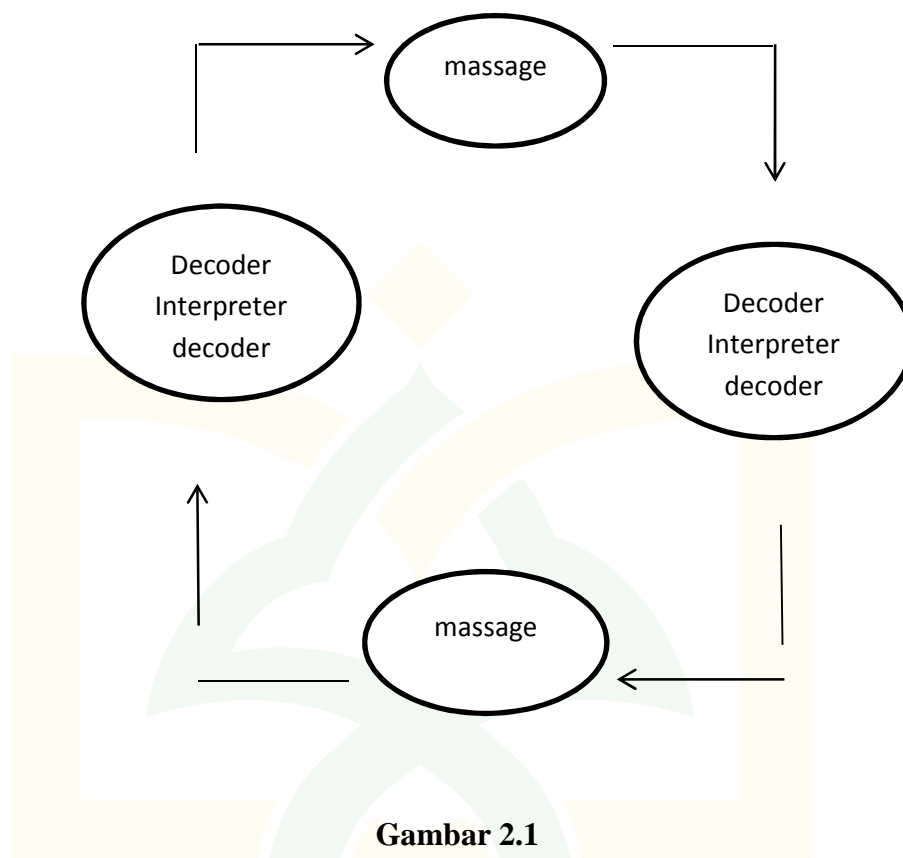 massage
Decoder
Interpreter
decoder
Decoder
Interpreter
decoder
massage
Gambar 2.1